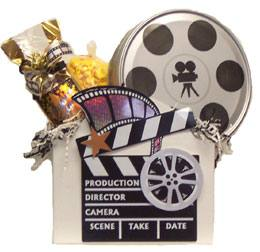 PRODUCTION
DIRECTOR
CAMERA
SCENE TAKE DATE